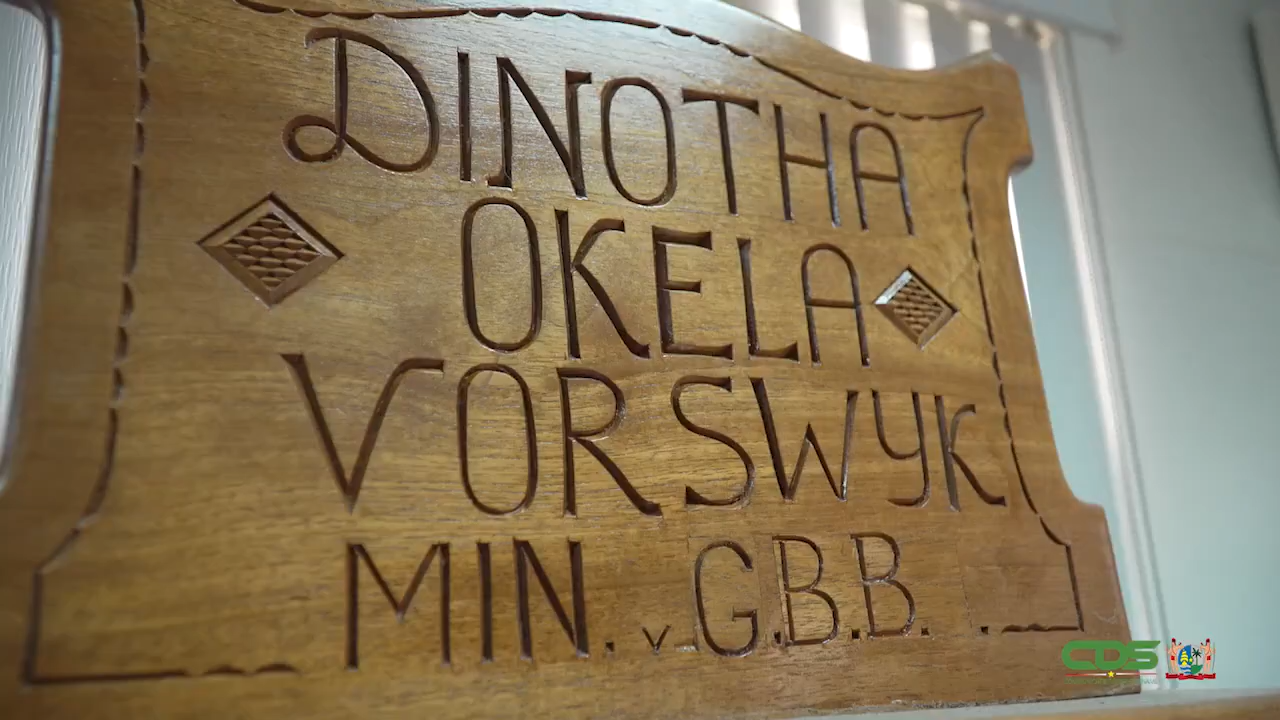 DINOTHA
OKELA
VORSWYK
MIN. v. G.B.B.
CDS